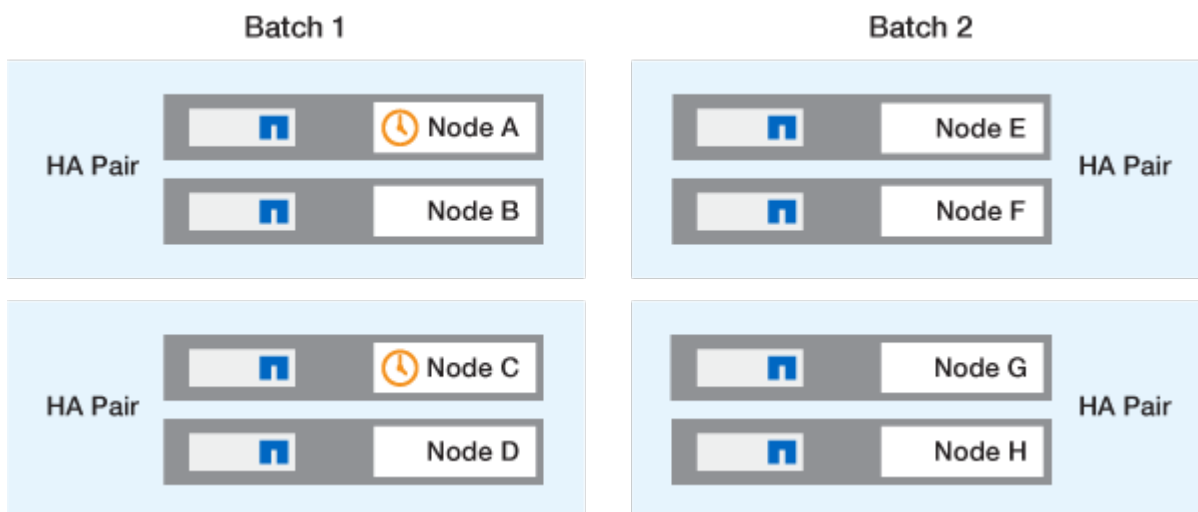 Batch 1
HA Pair
Node A
Node B
HA Pair
Node C
Node D
Batch 2
Node E
Node F
HA Pair
Node G
Node H
HA Pair